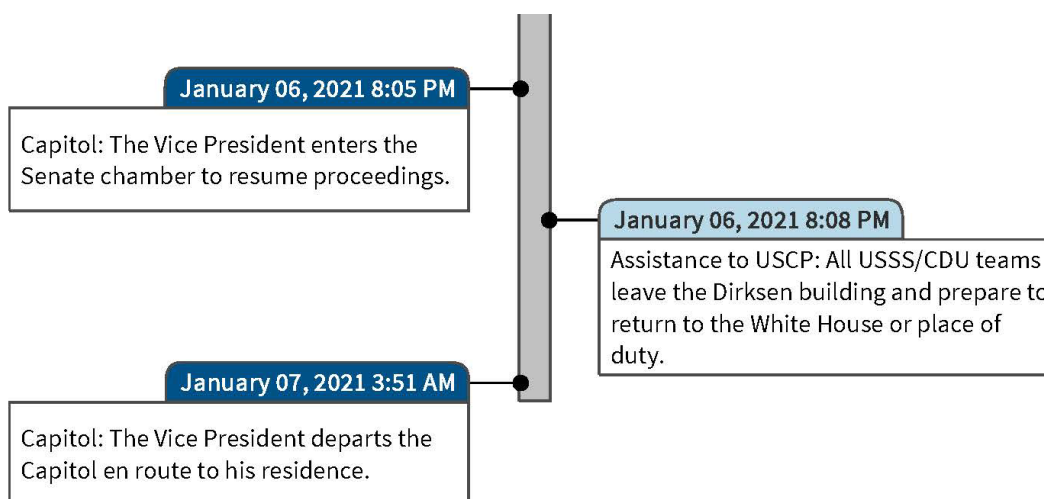 January 06, 2021 8:05 PM
Capitol: The Vice President enters the
Senate chamber to resume proceedings.
January 06, 2021 8:08 PM
Assistance to USCP: All USSS/CDU teams
leave the Dirksen building and prepare to
return to the White House or place of
duty.
January 07, 2021 3:51 AM
Capitol: The Vice President departs the
Capitol en route to his residence.